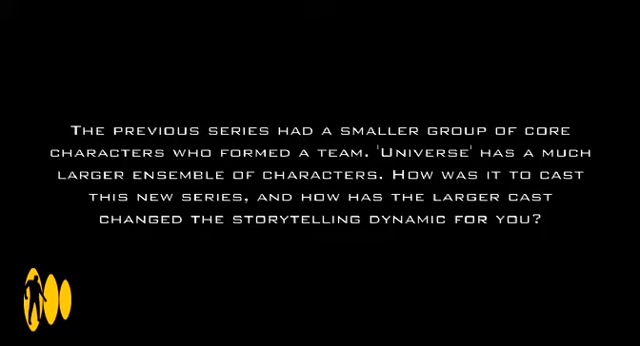 The previous series had a smaller group of core
characters who formed a team. 'Universe' has a much
larger ensemble of characters. How was it to cast
this new series, and how has the larger cast
changed the storytelling dynamic for you?